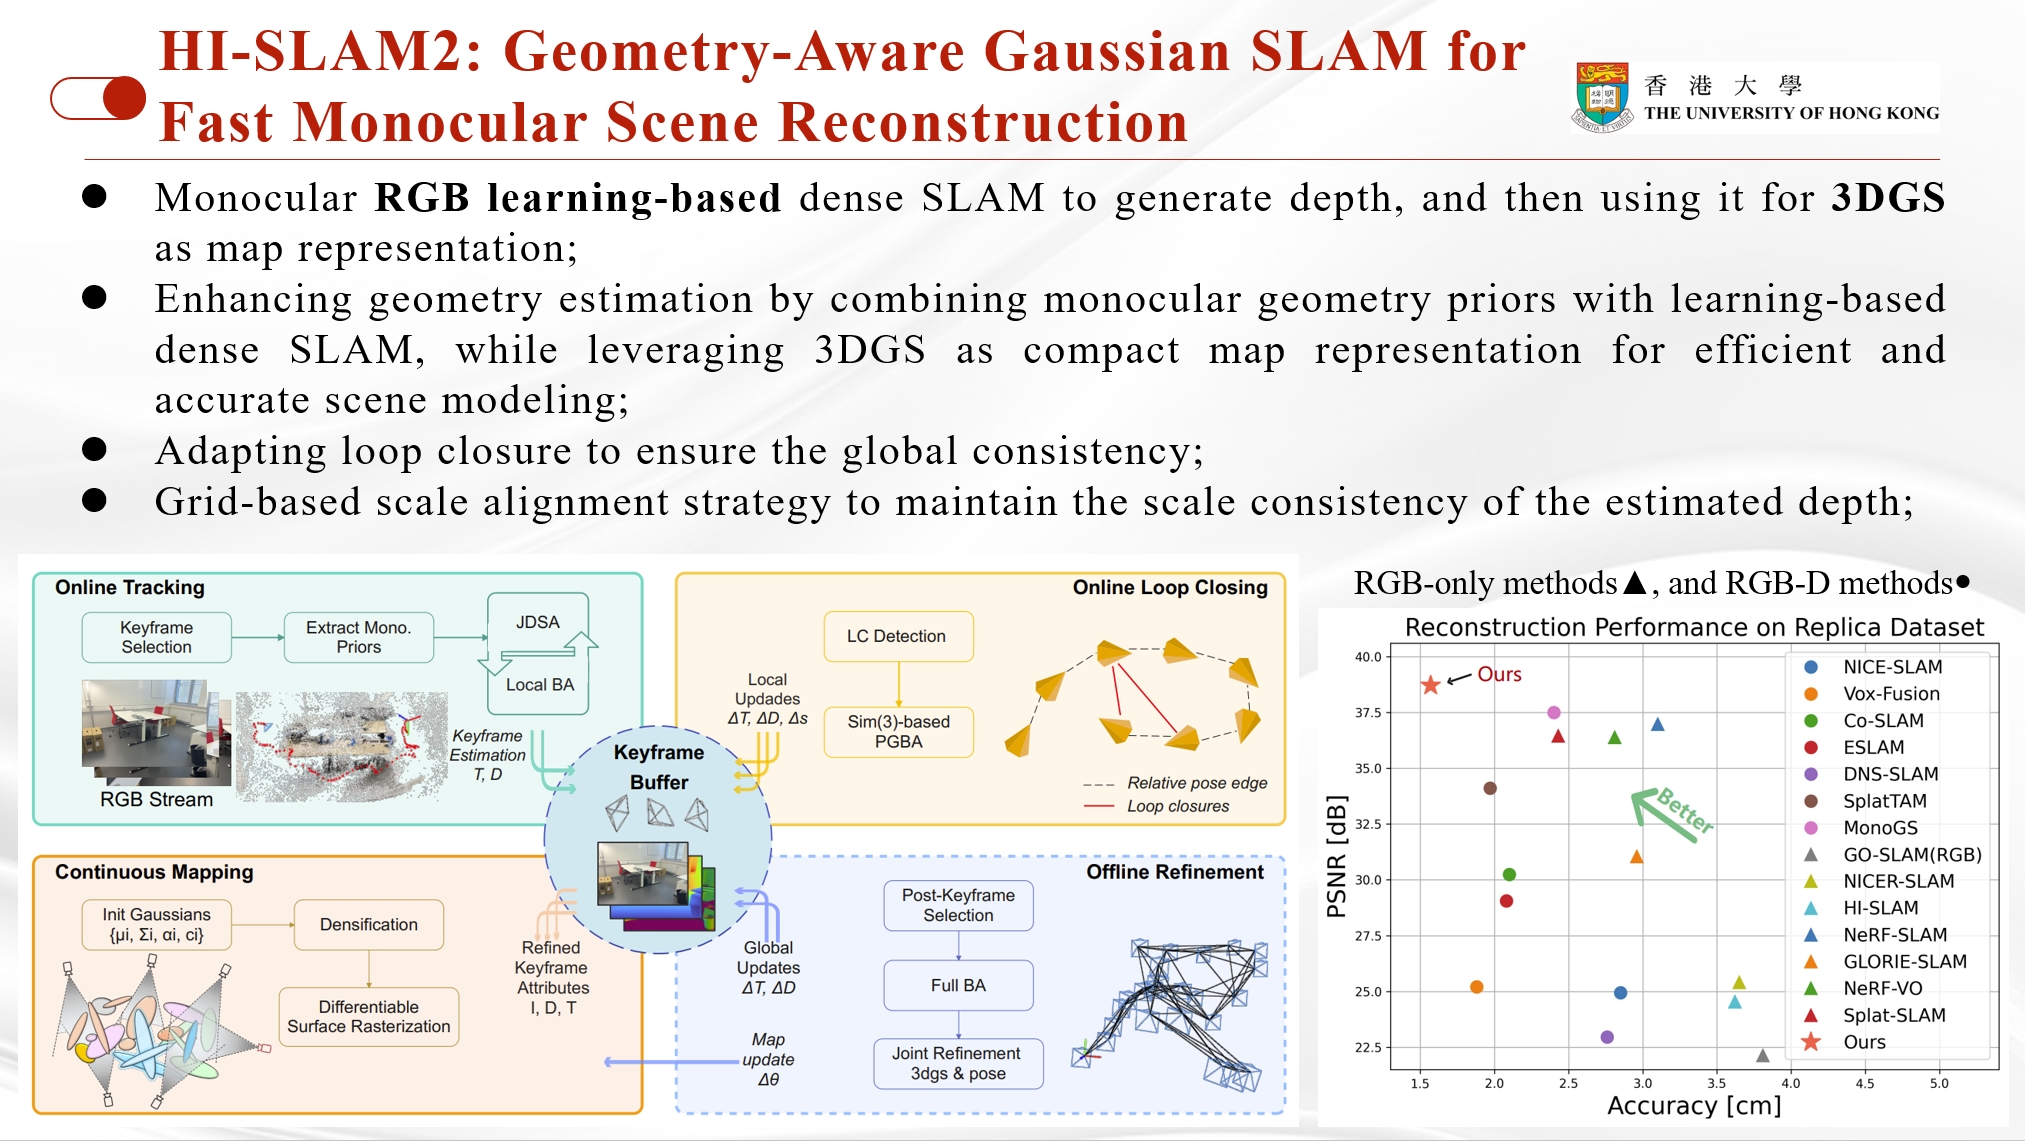 HI-SLAM2: Geometry-Aware Gaussian SLAM for
Fast Monocular Scene Reconstruction
香 港 大 學
THE UNIVERSITY OF HONG KONG
● Monocular RGB learning-based dense SLAM to generate depth, and then using it for 3DGS
as map representation;
● Enhancing geometry estimation by combining monocular geometry priors with learning-based
dense SLAM, while leveraging 3DGS as compact map representation for efficient and
accurate scene modeling;
● Adapting loop closure to ensure the global consistency;
● Grid-based scale alignment strategy to maintain the scale consistency of the estimated depth;
Online Tracking
Keyframe
Selection
Extract Mono.
Priors
JDSA
Local BA
RGB Stream
Keyframe
Estimation
T, D
Online Loop Closing
LC Detection
Sim(3)-based
PGBA
Local
Updades
ΔT, ΔD, Δs
Relative pose edge
Loop closures
Keyframe
Buffer
Continuous Mapping
Init Gaussians
{μi, Σi, αi, ci}
Densification
Differentiable
Surface Rasterization
Refined
Keyframe
Attributes
I, D, T
Offline Refinement
Post-Keyframe
Selection
Full BA
Joint Refinement
3dgs & pose
Global
Updates
ΔT, ΔD
Map
update
Δθ
RGB-only methods▲, and RGB-D methods●
Reconstruction Performance on Replica Dataset
PSNR [dB]
40.0
37.5
35.0
32.5
30.0
27.5
25.0
22.5
Ours
Better
NICE-SLAM
Vox-Fusion
Co-SLAM
ESLAM
DNS-SLAM
SplatTAM
MonoGS
GO-SLAM(RGB)
NICER-SLAM
HI-SLAM
NeRF-SLAM
GLORIE-SLAM
NeRF-VO
Splat-SLAM
Ours
1.5 2.0 2.5 3.0 3.5 4.0 4.5 5.0
Accuracy [cm]